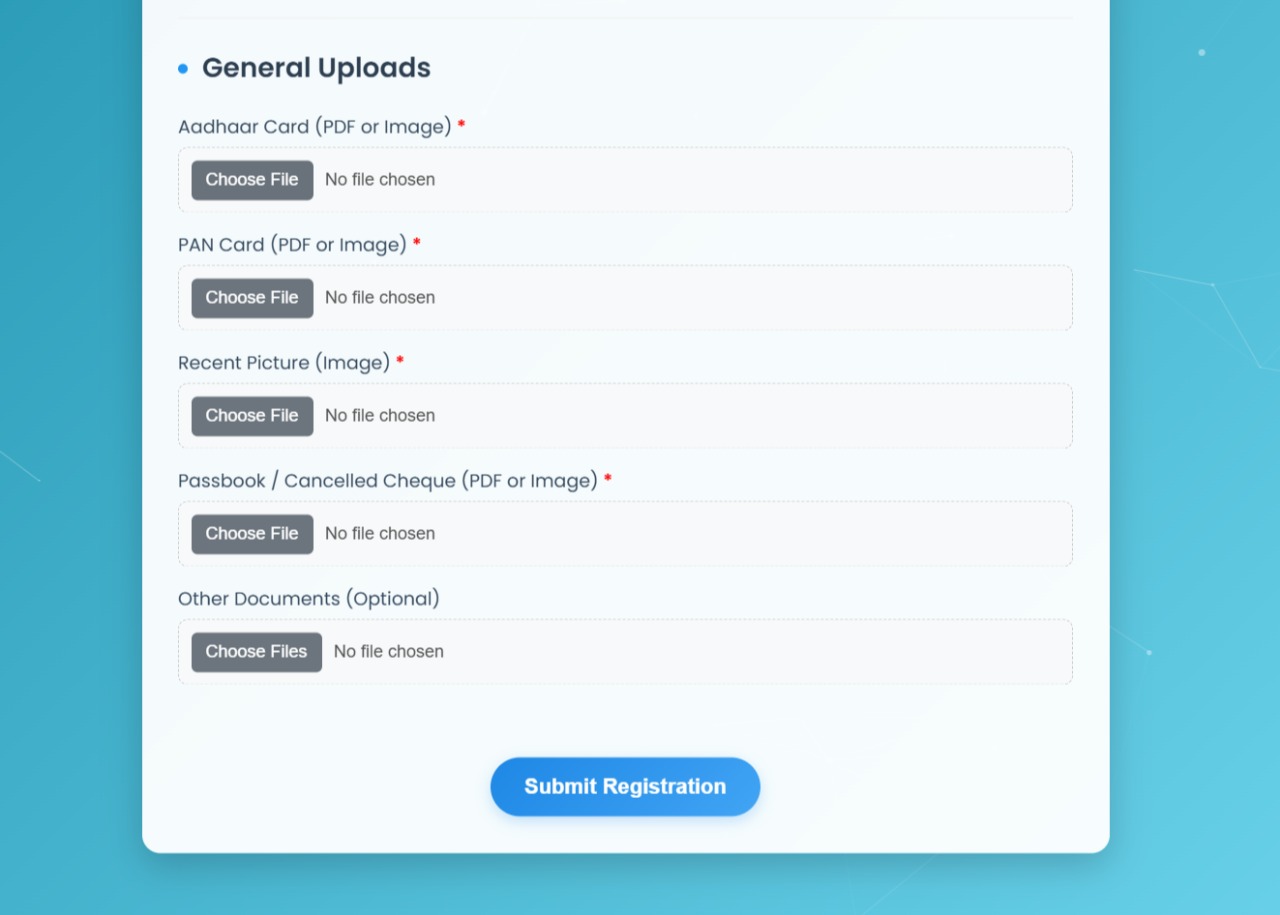 General Uploads
Aadhaar Card (PDF or Image) *
Choose File No file chosen
PAN Card (PDF or Image) *
Choose File No file chosen
Recent Picture (Image) *
Choose File No file chosen
Passbook / Cancelled Cheque (PDF or Image) *
Choose File No file chosen
Other Documents (Optional)
Choose Files No file chosen
Submit Registration